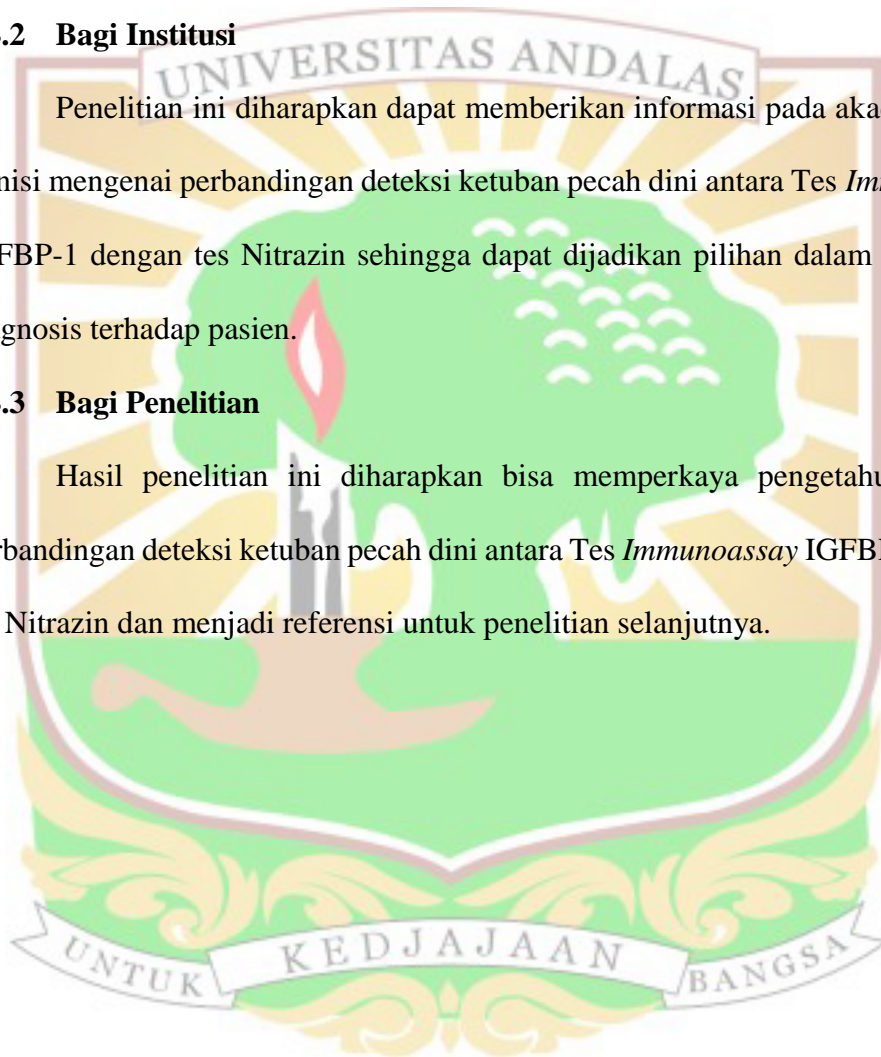 .2 Bagi Institusi
UNIVERSITAS ANDALAS
Penelitian ini diharapkan dapat memberikan informasi pada aka
nisi mengenai perbandingan deteksi ketuban pecah dini antara Tes Im
FBP-1 dengan tes Nitrazin sehingga dapat dijadikan pilihan dalam
gnosis terhadap pasien.
.3 Bagi Penelitian
Hasil penelitian ini diharapkan bisa memperkaya pengetahu
rbandingan deteksi ketuban pecah dini antara Tes Immunoassay IGFB
Nitrazin dan menjadi referensi untuk penelitian selanjutnya.
UNTUK KEDJAJAAN BANGSA